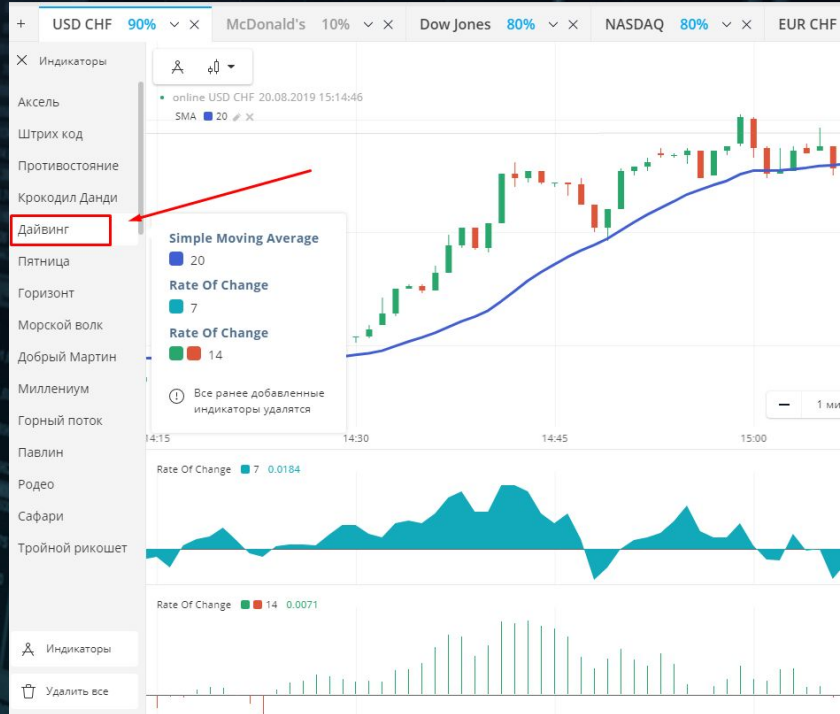 + USD CHF 90% McDonald's 10% Dow Jones 80% NASDAQ 80% EUR CHF
Индикаторы
Аксель
Штрих код
Противостояние
Крокодил Данди
Дайвинг
Пятница
Горизонт
Морской волк
Добрый Мартин
Миллениум
Горный поток
Павлин
Родео
Сафари
Тройной рикошет
Индикаторы
Удалить все
online USD CHF 20.08.2019 15:14:46
SMA 20
Simple Moving Average
20
Rate Of Change
7
Rate Of Change
14
Все ранее добавленные
индикаторы удалятся
1 ми
14:15 14:30 14:45 15:00
Rate Of Change 7 0.0184
Rate Of Change 14 0.0071